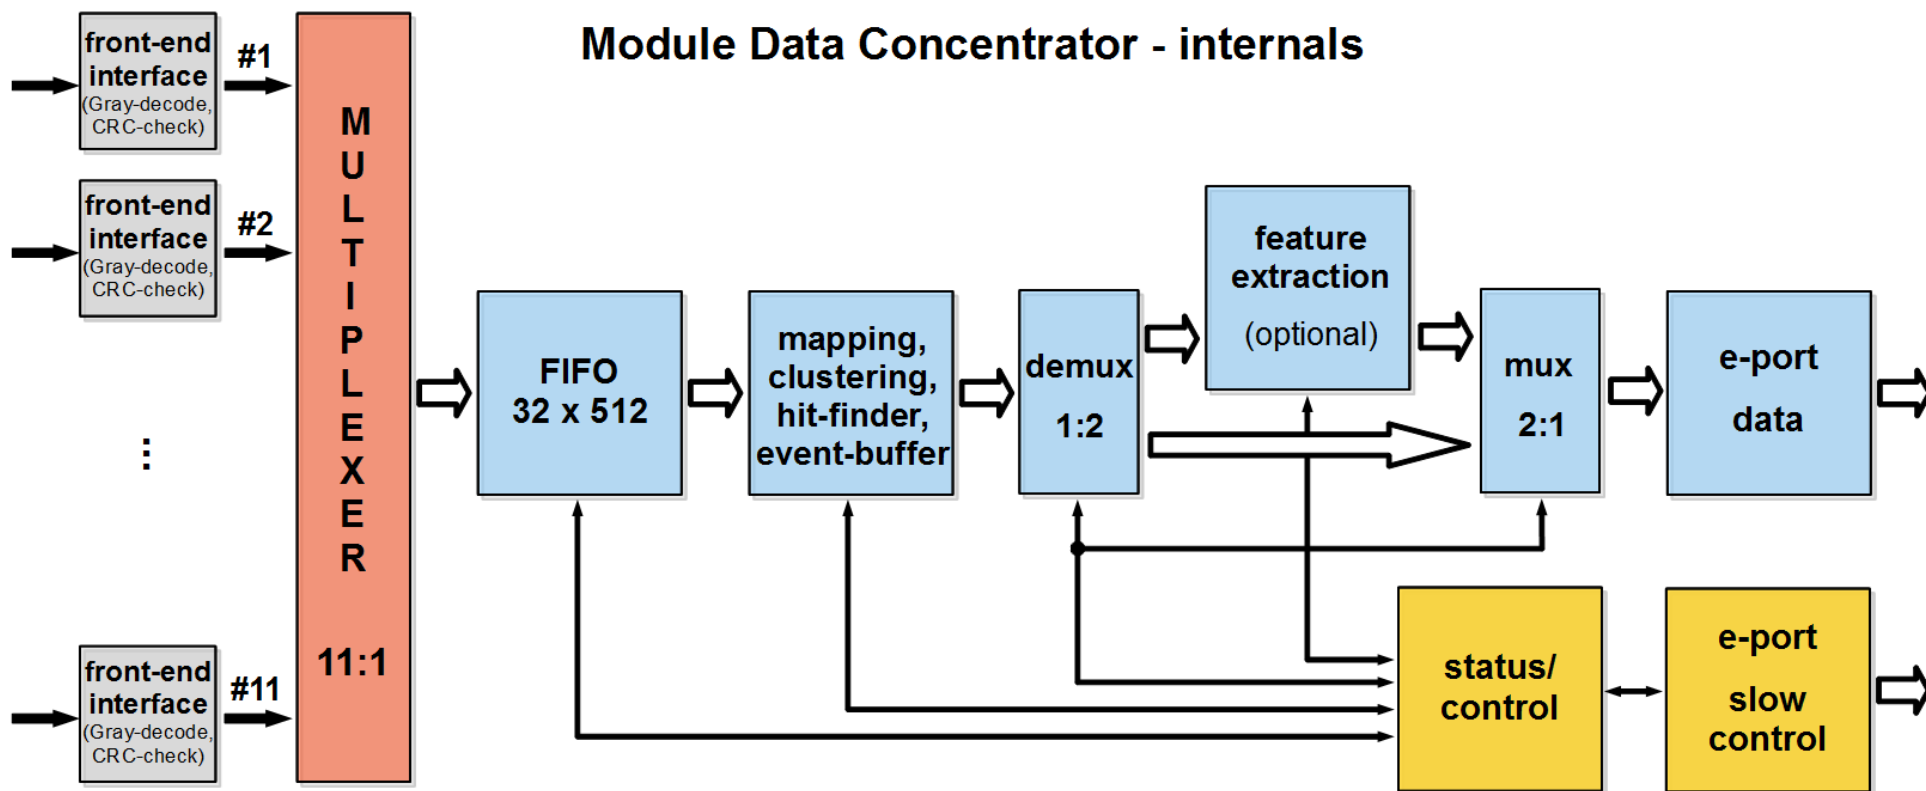 Module Data Concentrator - internals
front-end
interface
(Gray-decode,
CRC-check)
#1
front-end
interface
(Gray-decode,
CRC-check)
#2
⋮
front-end
interface
(Gray-decode,
CRC-check)
#11
MULTIPLEXER
11:1
FIFO
32 x 512
mapping,
clustering,
hit-finder,
event-buffer
demux
1:2
feature
extraction
(optional)
mux
2:1
e-port
data
status/
control
e-port
slow
control